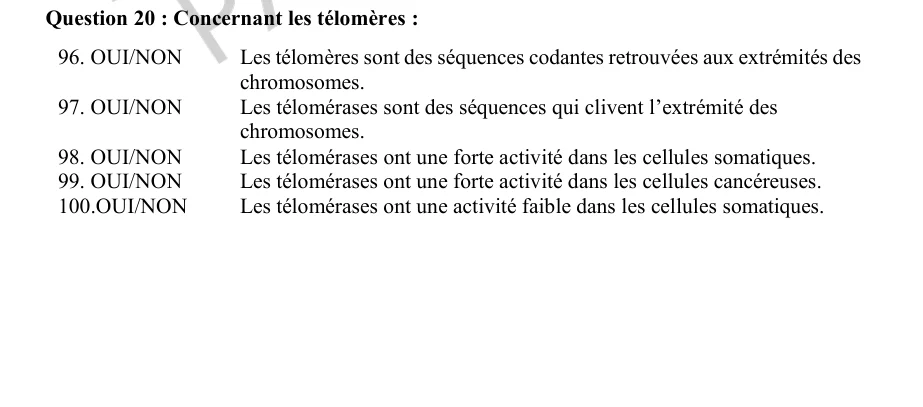 Question 20 : Concernant les télomères :
96. OUI/NON Les télomères sont des séquences codantes retrouvées aux extrémités des
chromosomes.
97. OUI/NON Les télomérases sont des séquences qui clivent l’extrémité des
chromosomes.
98. OUI/NON Les télomérases ont une forte activité dans les cellules somatiques.
99. OUI/NON Les télomérases ont une forte activité dans les cellules cancéreuses.
100.OUI/NON Les télomérases ont une activité faible dans les cellules somatiques.